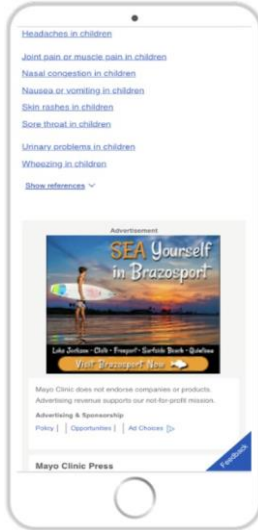 Headaches in children
Joint pain or muscle pain in children
Nasal congestion in children
Nausea or vomiting in children
Skin rashes in children
Sore throat in children
Urinary problems in children
Wheezing in children
Show references
Advertisement
SEA Yourself
in Brazosport
Lake Jackson - Clute - Freeport - Surfside Beach - Quintana
Visit Brazosport Now
Mayo Clinic does not endorse companies or products.
Advertising revenue supports our not-for-profit mission.
Advertising & Sponsorship
Policy | Opportunities | Ad Choices
Feedback
Mayo Clinic Press